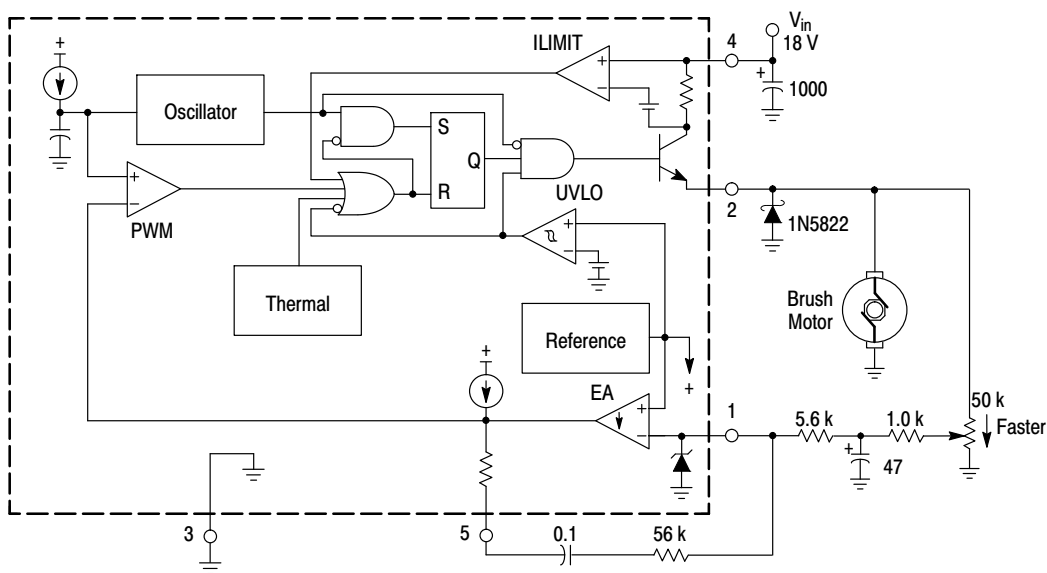 +
Oscillator
ILIMIT
+
−
4
Vin
18 V
+
1000
S
Q
R
UVLO
+
−
PWM
Thermal
+
−
2
1N5822
Brush
Motor
Reference
+
+
EA
+
−
1
5.6 k
1.0 k
50 k
Faster
+
47
3
5
0.1
56 k